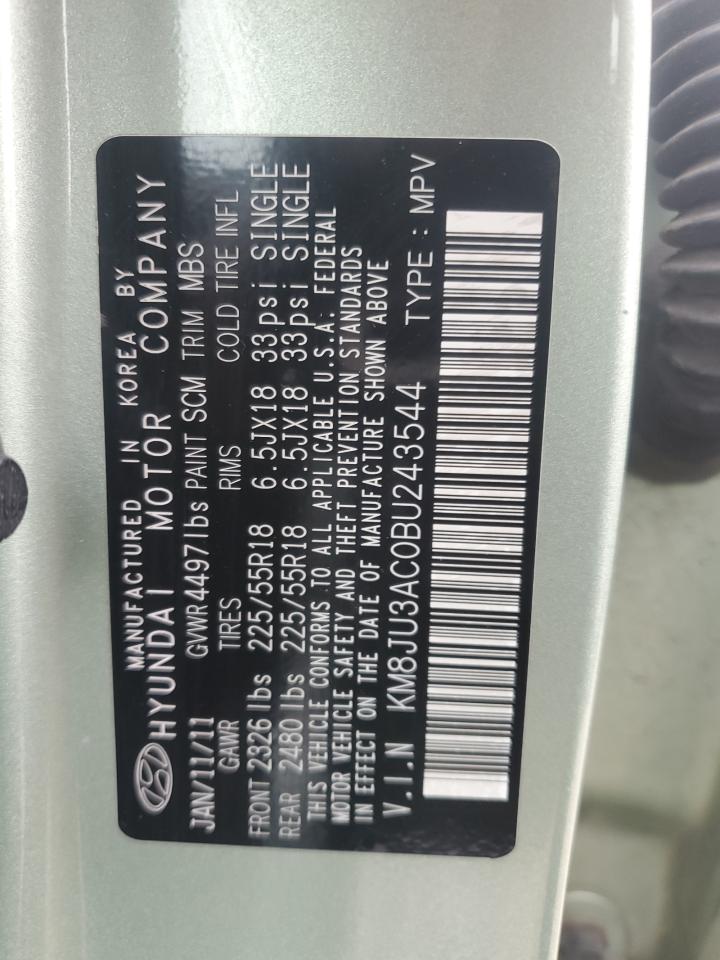 MANUFACTURED IN KOREA BY
HYUNDAI MOTOR COMPANY
JAN/11/11 GVWR4497lbs PAINT SCM TRIM MBS
GAWR TIRES RIMS COLD TIRE INFL
FRONT 2326lbs 225/55R18 6.5JX18 33psi SINGLE
REAR 2480lbs 225/55R18 6.5JX18 33psi SINGLE
THIS VEHICLE CONFORMS TO ALL APPLICABLE U.S.A. FEDERAL
MOTOR VEHICLE SAFETY AND THEFT PREVENTION STANDARDS
IN EFFECT ON THE DATE OF MANUFACTURE SHOWN ABOVE
V.I.N KM8JU3AC0BU243544 TYPE : MPV